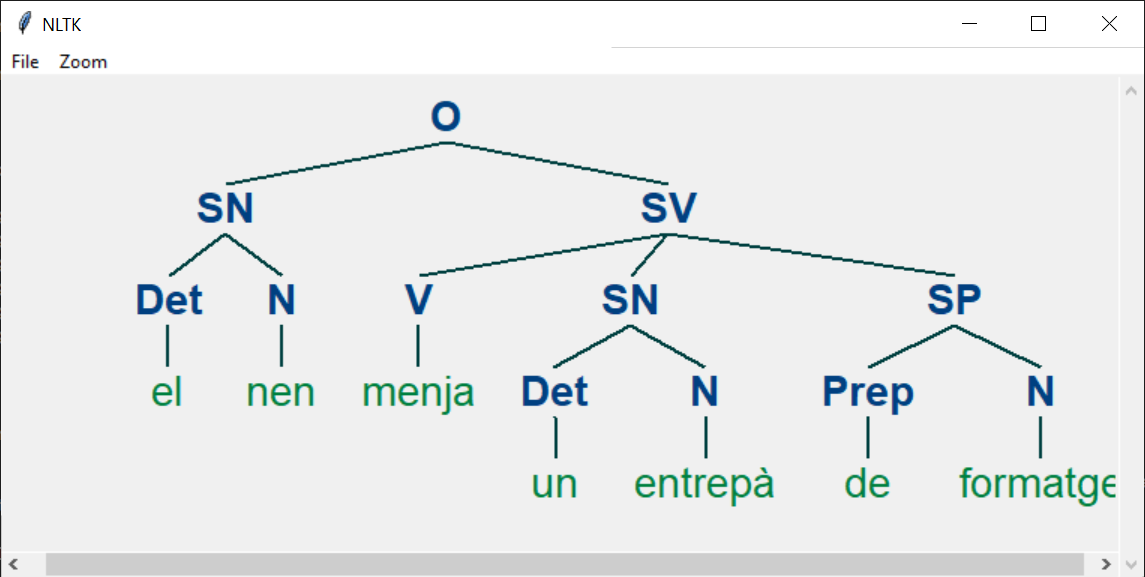 NLTK
File Zoom
O
SN SV
Det N V SN SP
el nen menja Det N Prep N
un entrepà de formatge